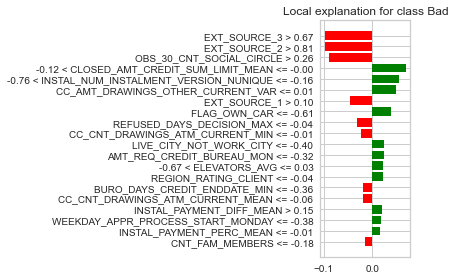 Local explanation for class Bad
EXT_SOURCE_3 > 0.67
EXT_SOURCE_2 > 0.81
OBS_30_CNT_SOCIAL_CIRCLE > 0.26
-0.12 < CLOSED_AMT_CREDIT_SUM_LIMIT_MEAN <= -0.00
-0.76 < INSTAL_NUM_INSTALMENT_VERSION_NUNIQUE <= -0.16
CC_AMT_DRAWINGS_OTHER_CURRENT_VAR <= 0.01
EXT_SOURCE_1 > 0.10
FLAG_OWN_CAR <= -0.61
REFUSED_DAYS_DECISION_MAX <= -0.04
CC_CNT_DRAWINGS_ATM_CURRENT_MIN <= -0.01
LIVE_CITY_NOT_WORK_CITY <= -0.40
AMT_REQ_CREDIT_BUREAU_MON <= -0.32
-0.67 < ELEVATORS_AVG <= 0.03
REGION_RATING_CLIENT <= -0.04
BURO_DAYS_CREDIT_ENDDATE_MIN <= -0.36
CC_CNT_DRAWINGS_ATM_CURRENT_MEAN <= -0.06
INSTAL_PAYMENT_DIFF_MEAN > 0.15
WEEKDAY_APPR_PROCESS_START_MONDAY <= -0.38
INSTAL_PAYMENT_PERC_MEAN <= -0.01
CNT_FAM_MEMBERS <= -0.18
-0.1 0.0